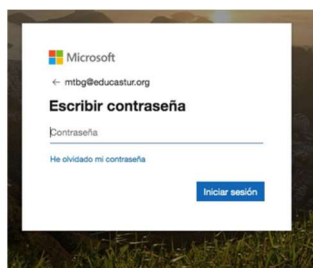 Microsoft
← mtbg@educastur.org
Escribir contraseña
Contraseña
He olvidado mi contraseña
Iniciar sesión